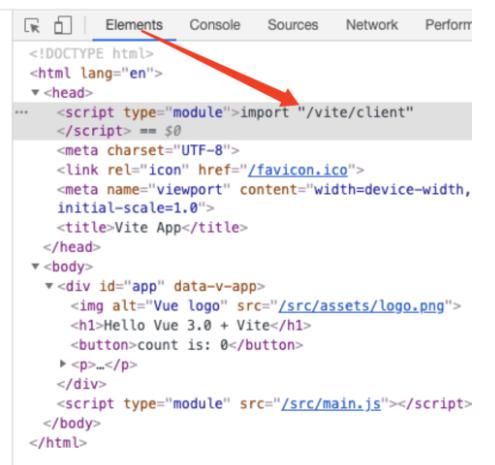 Elements Console Sources Network Perform
<!DOCTYPE html>
<html lang="en">
▼<head>
··· <script type="module">import "/vite/client"
</script> == $0
<meta charset="UTF-8">
<link rel="icon" href="/favicon.ico">
<meta name="viewport" content="width=device-width,
initial-scale=1.0">
<title>Vite App</title>
</head>
▼<body>
▼<div id="app" data-v-app>
<img alt="Vue logo" src="/src/assets/logo.png">
<h1>Hello Vue 3.0 + Vite</h1>
<button>count is: 0</button>
▶<p>…</p>
</div>
<script type="module" src="/src/main.js"></script>
</body>
</html>